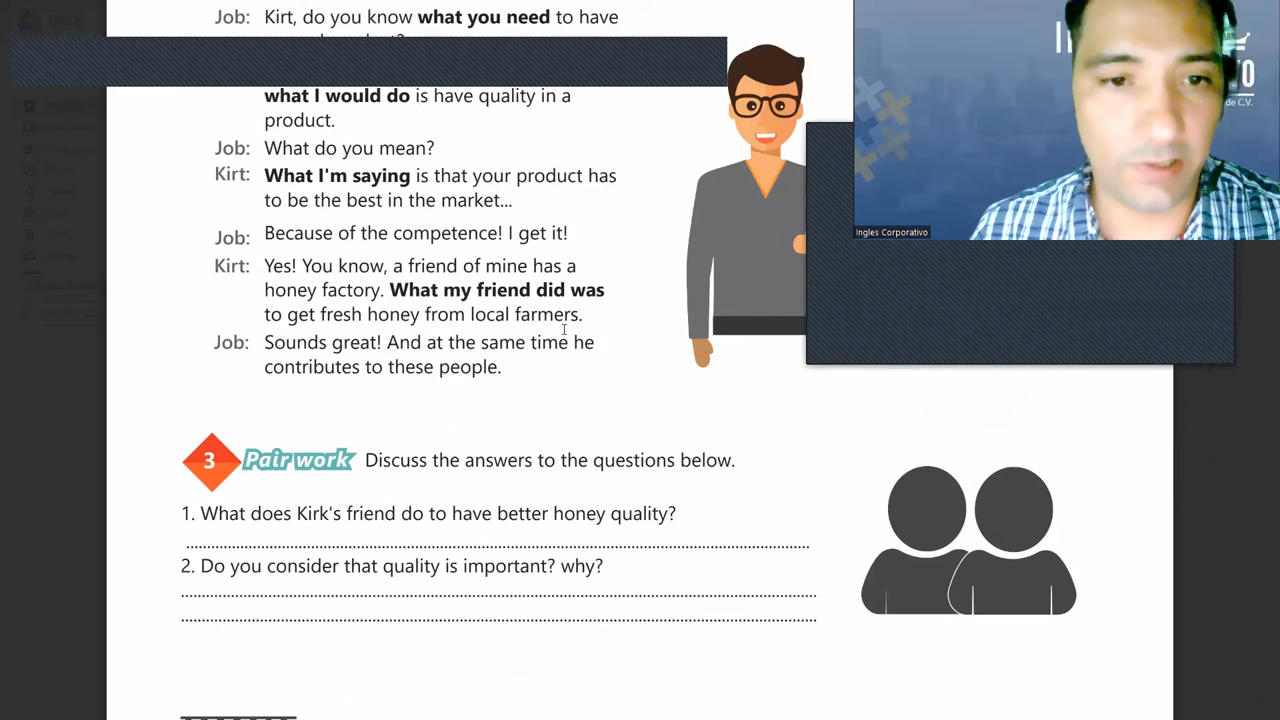 Job: Kirt, do you know what you need to have
what I would do is have quality in a
product.
Job: What do you mean?
Kirt: What I'm saying is that your product has
to be the best in the market...
Job: Because of the competence! I get it!
Kirt: Yes! You know, a friend of mine has a
honey factory. What my friend did was
to get fresh honey from local farmers.
Job: Sounds great! And at the same time he
contributes to these people.
3 Pair work Discuss the answers to the questions below.
1. What does Kirk's friend do to have better honey quality?
2. Do you consider that quality is important? why?
de C.V.
Ingles Corporativo